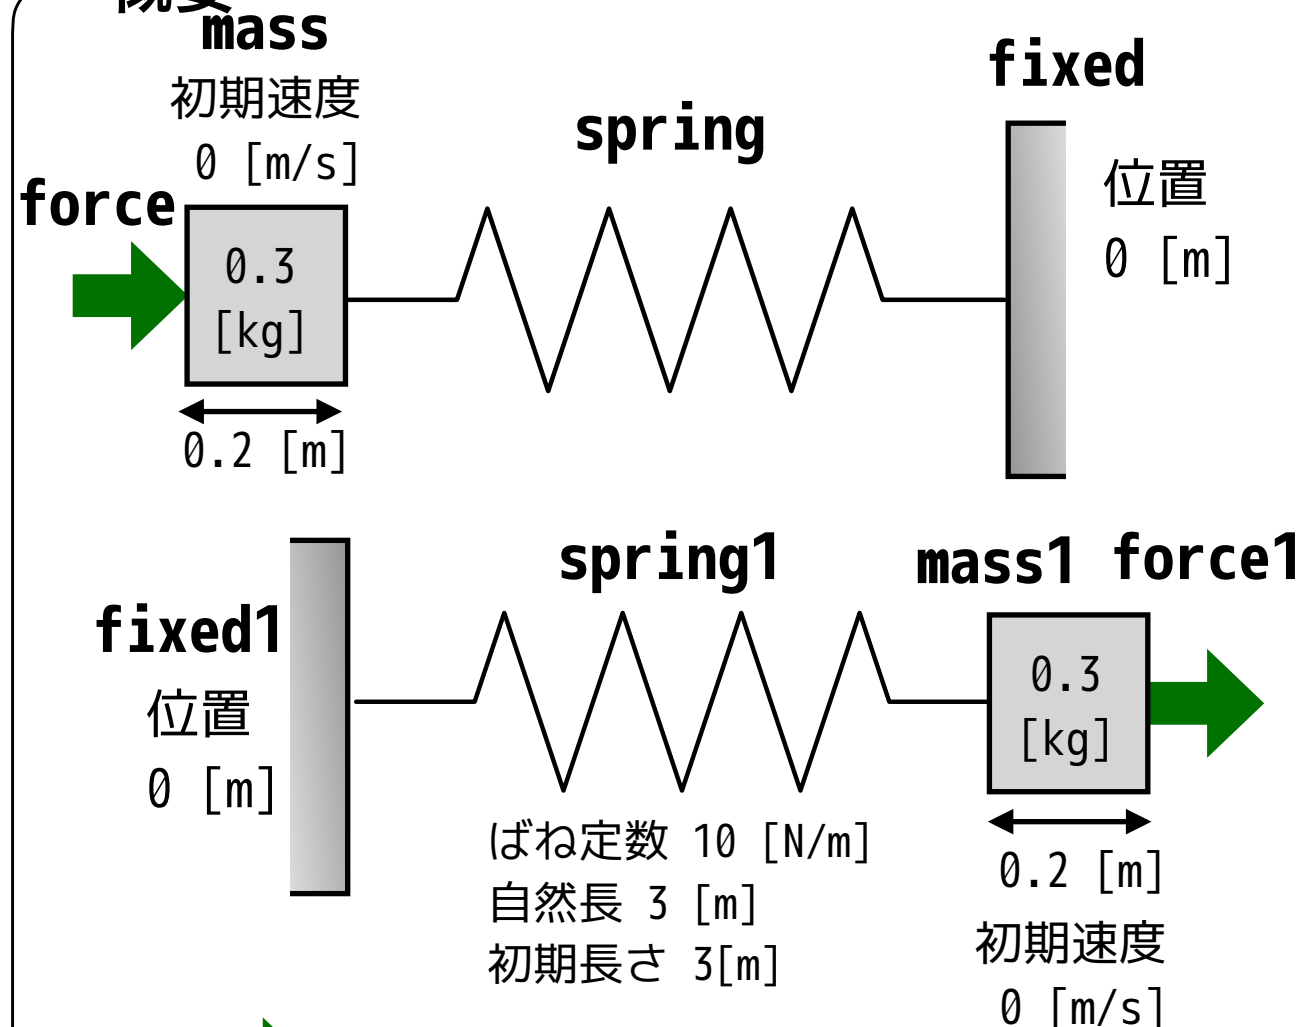 概要
mass
初期速度
0 [m/s]
force
0.3
[kg]
0.2 [m]
spring
fixed
位置
0 [m]
fixed1
位置
0 [m]
spring1
ばね定数 10 [N/m]
自然長 3 [m]
初期長さ 3[m]
mass1
force1
0.3
[kg]
0.2 [m]
初期速度
0 [m/s]